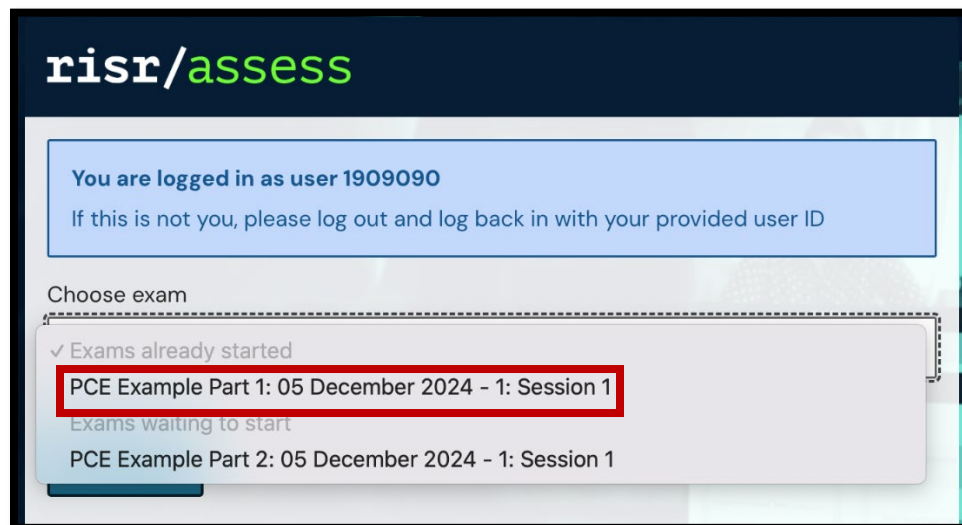 risr/assess
You are logged in as user 1909090
If this is not you, please log out and log back in with your provided user ID
Choose exam
✓ Exams already started
PCE Example Part 1: 05 December 2024 - 1: Session 1
Exams waiting to start
PCE Example Part 2: 05 December 2024 - 1: Session 1